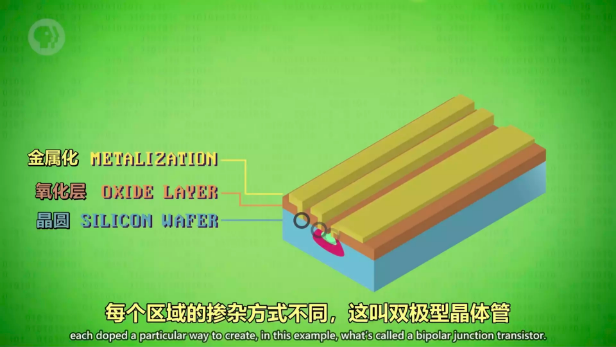 PBS
金属化 METALIZATION
氧化层 OXIDE LAYER
晶圆 SILICON WAFER
每个区域的掺杂方式不同，这叫双极型晶体管
each doped a particular way to create, in this example, what's called a bipolar junction transistor.